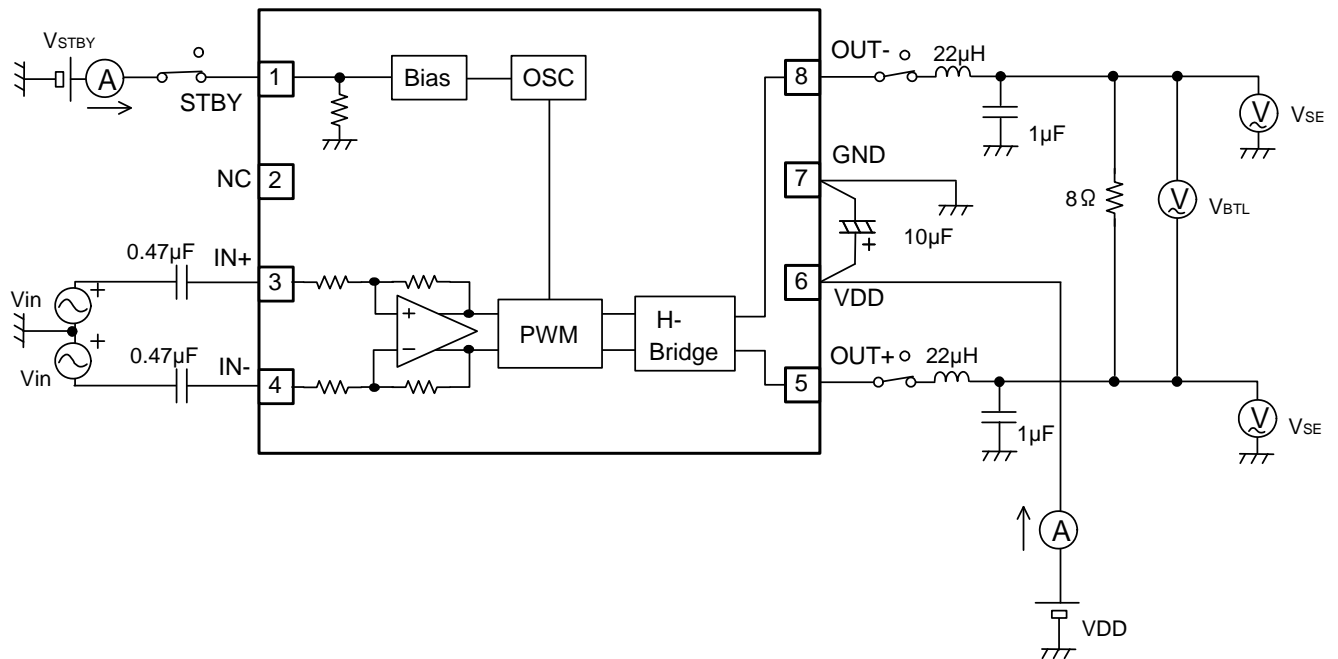 VSTBY
A
STBY
1
Bias
OSC
8
OUT-
22µH
1µF
V
VSE
NC
2
7
GND
10µF
+
8Ω
V
VBTL
0.47µF
IN+
3
6
VDD
Vin
+
+
Vin
0.47µF
IN-
4
+
−
PWM
H-
Bridge
5
OUT+
22µH
1µF
V
VSE
A
VDD